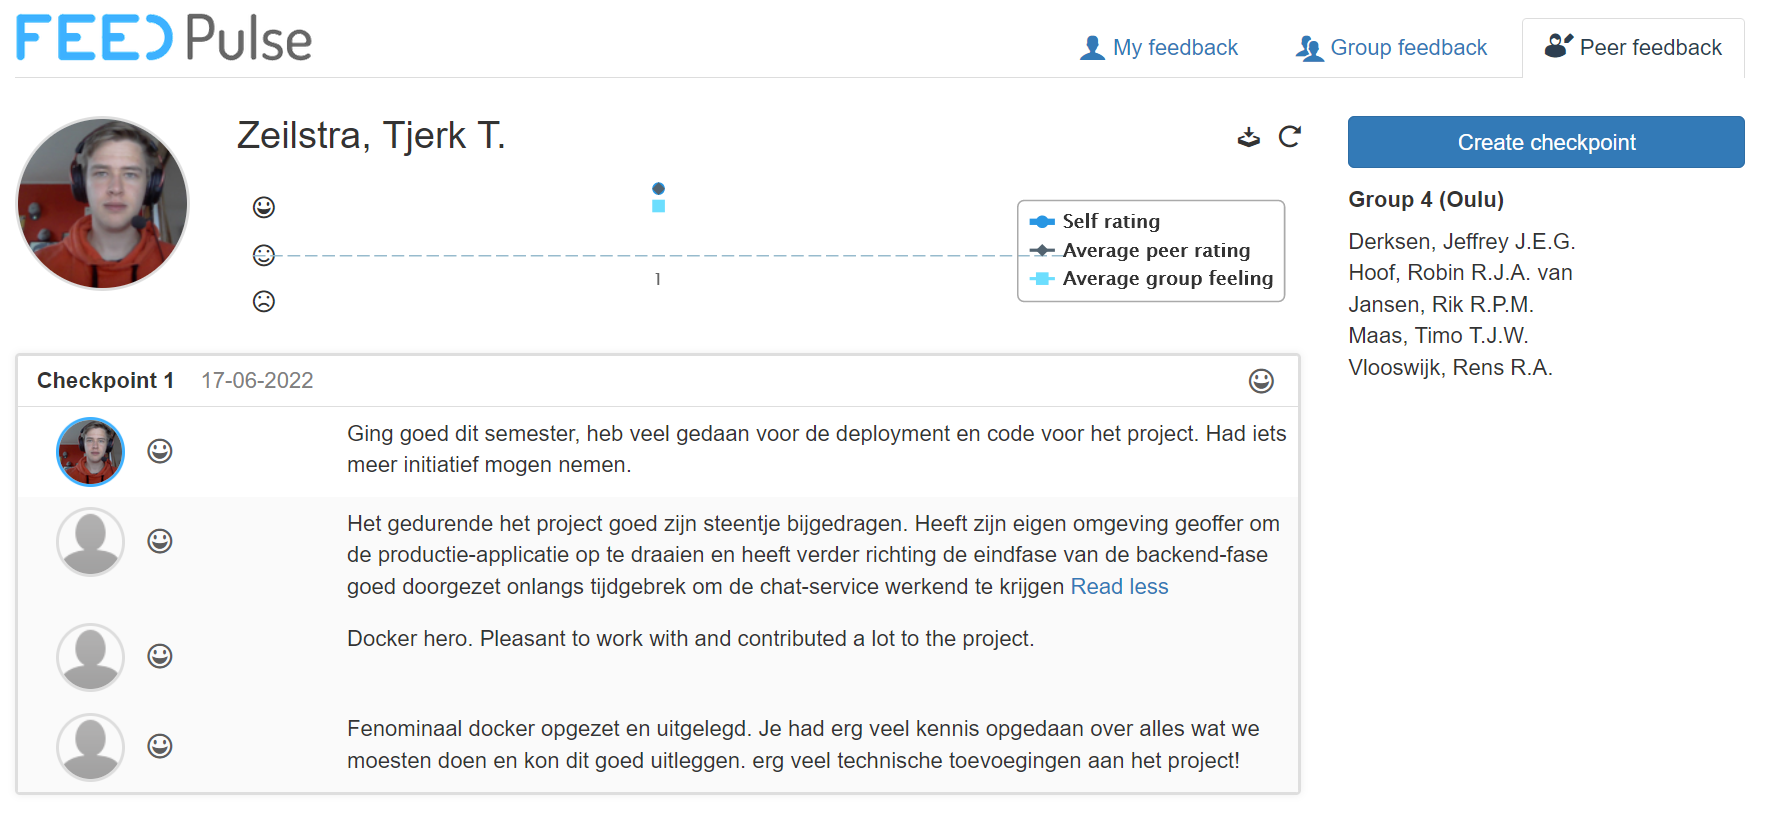 FEED Pulse
My feedback
Group feedback
Peer feedback
Zeilstra, Tjerk T.
Create checkpoint
Self rating
Average peer rating
Average group feeling
1
Group 4 (Oulu)
Derksen, Jeffrey J.E.G.
Hoof, Robin R.J.A. van
Jansen, Rik R.P.M.
Maas, Timo T.J.W.
Vlooswijk, Rens R.A.
Checkpoint 1 17-06-2022
Ging goed dit semester, heb veel gedaan voor de deployment en code voor het project. Had iets
meer initiatief mogen nemen.
Het gedurende het project goed zijn steentje bijgedragen. Heeft zijn eigen omgeving geoffer om
de productie-applicatie op te draaien en heeft verder richting de eindfase van de backend-fase
goed doorgezet onlangs tijdgebrek om de chat-service werkend te krijgen Read less
Docker hero. Pleasant to work with and contributed a lot to the project.
Fenominaal docker opgezet en uitgelegd. Je had erg veel kennis opgedaan over alles wat we
moesten doen en kon dit goed uitleggen. erg veel technische toevoegingen aan het project!